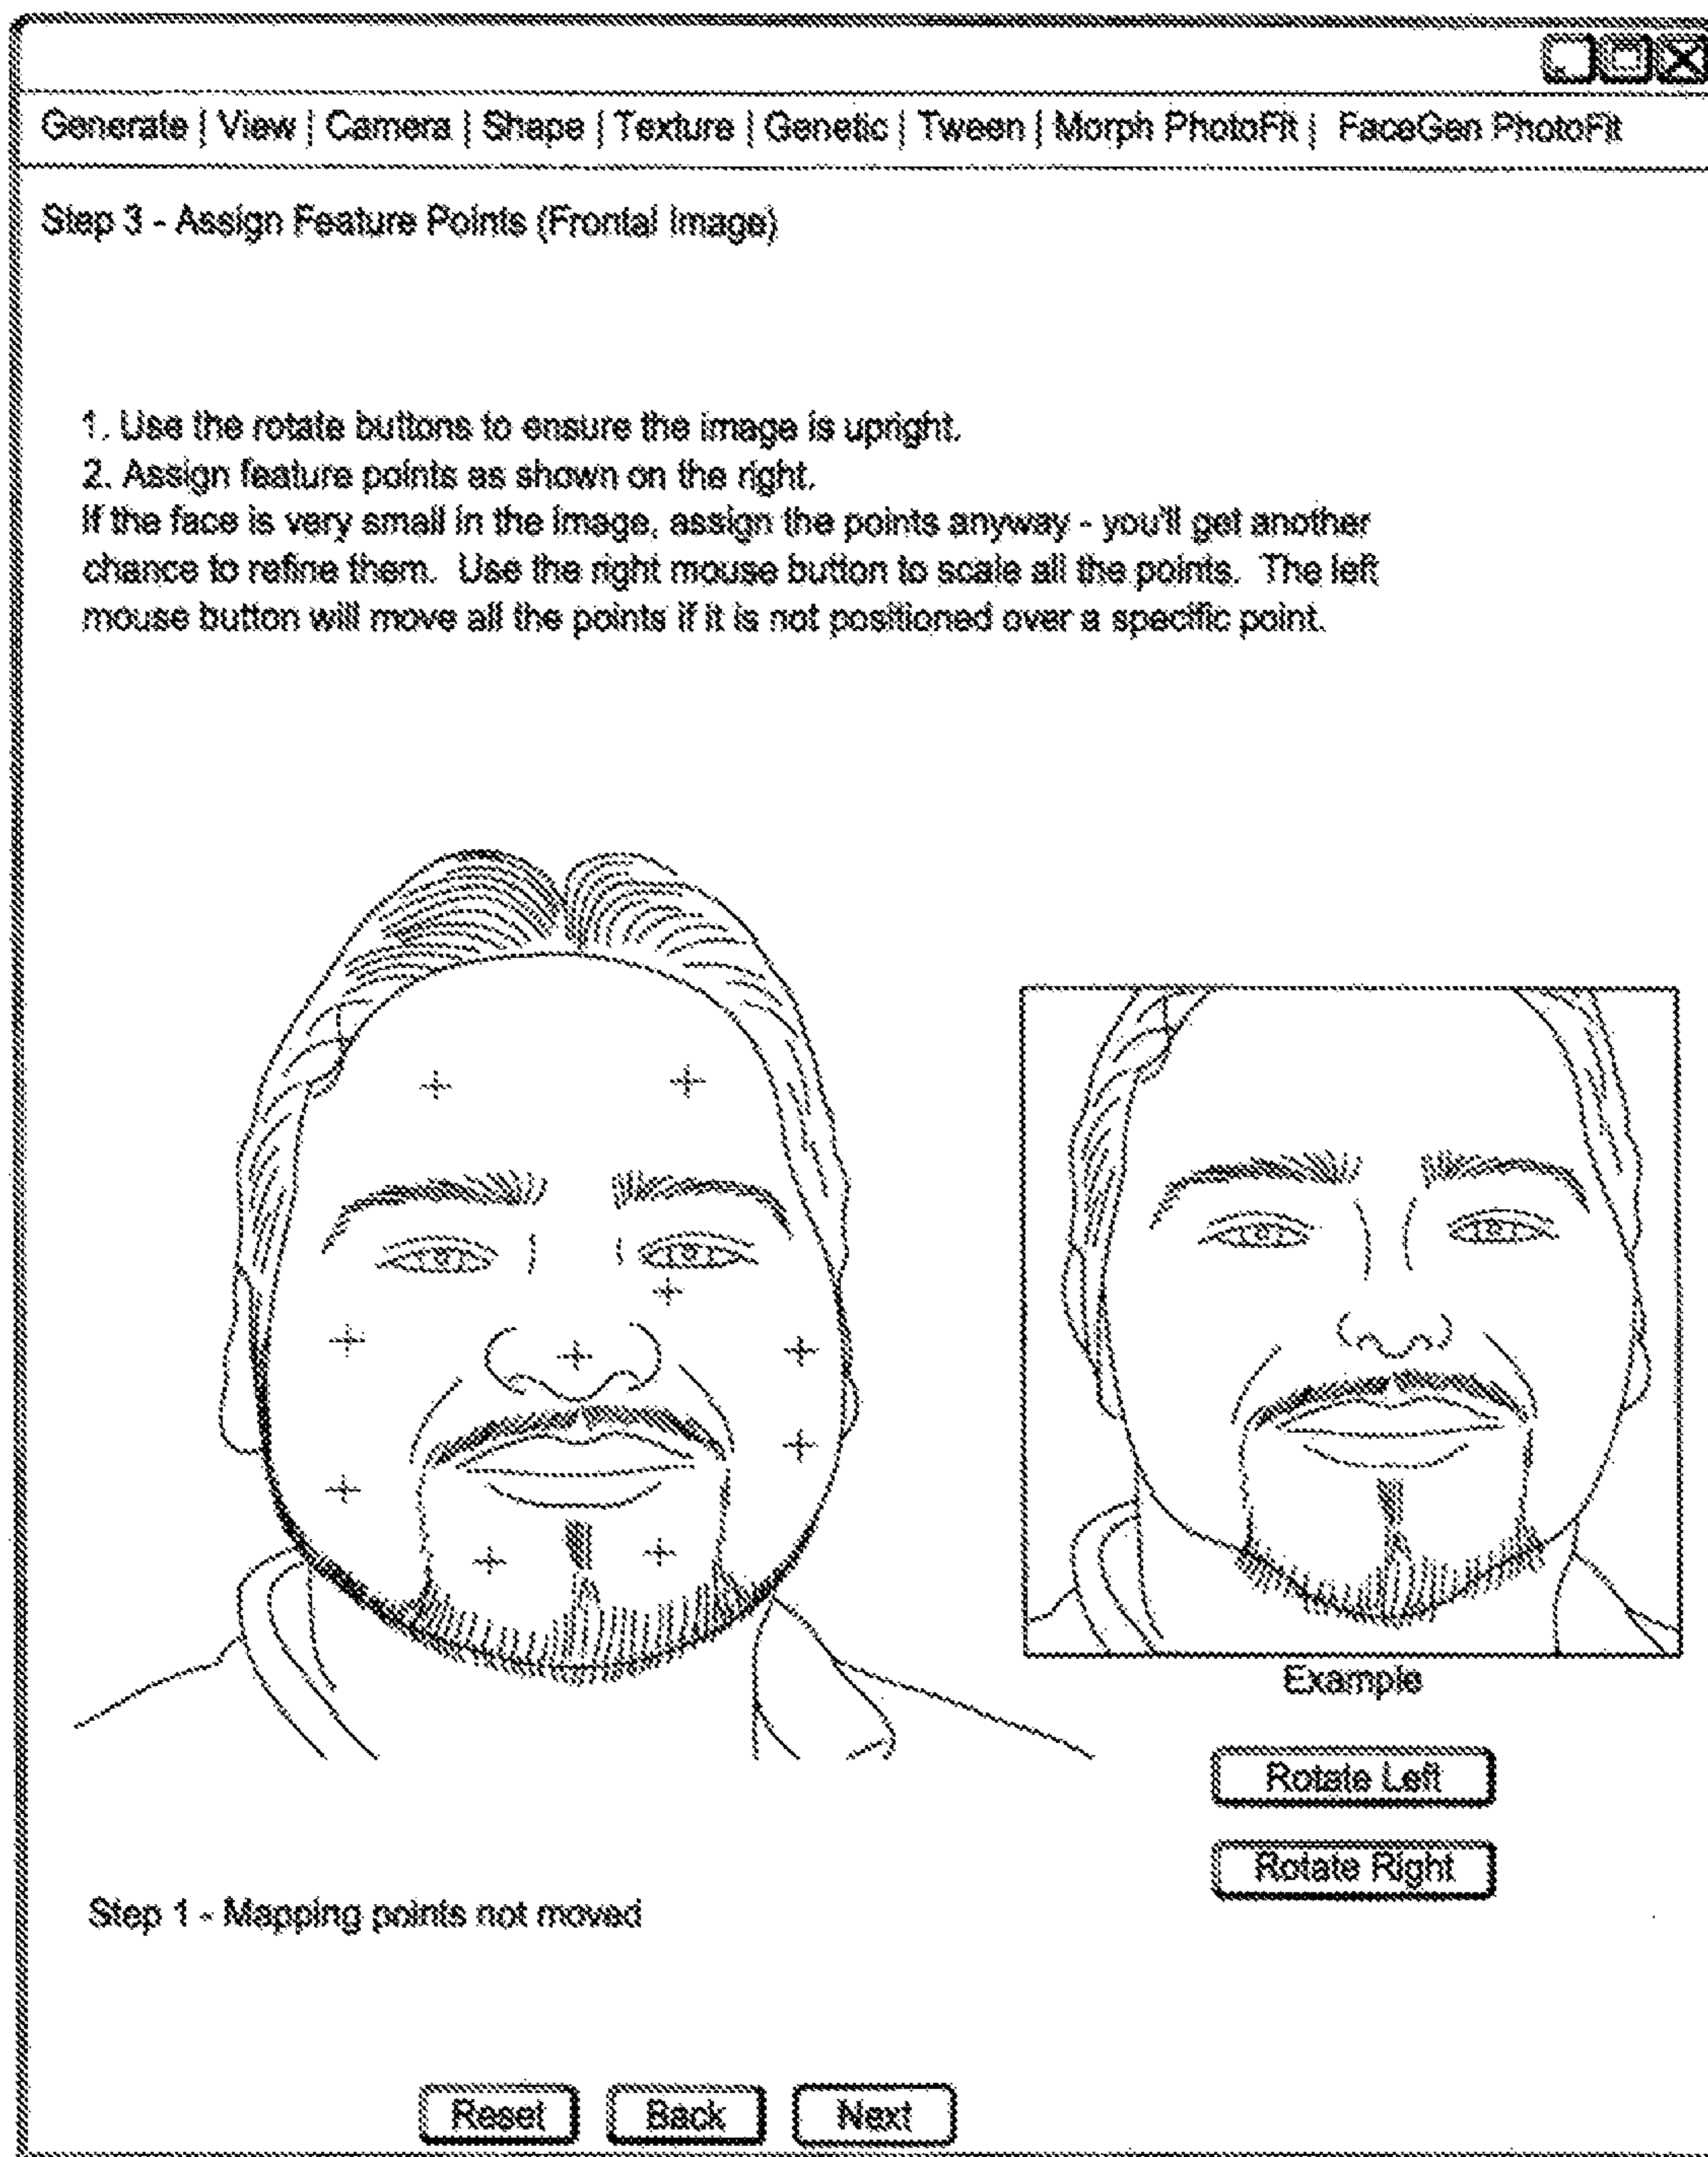 Generate | View | Camera | Shape | Texture | Genetic | Tween | Morph PhotoFit | FaceGen PhotoFit
Step 3 - Assign Feature Points (Frontal Image)
1. Use the rotate buttons to ensure the image is upright.
2. Assign feature points as shown on the right.
If the face is very small in the image, assign the points anyway - you'll get another
chance to refine them. Use the right mouse button to scale all the points. The left
mouse button will move all the points if it is not positioned over a specific point.
Example
Rotate Left
Rotate Right
Step 1 - Mapping points not moved
Reset Back Next